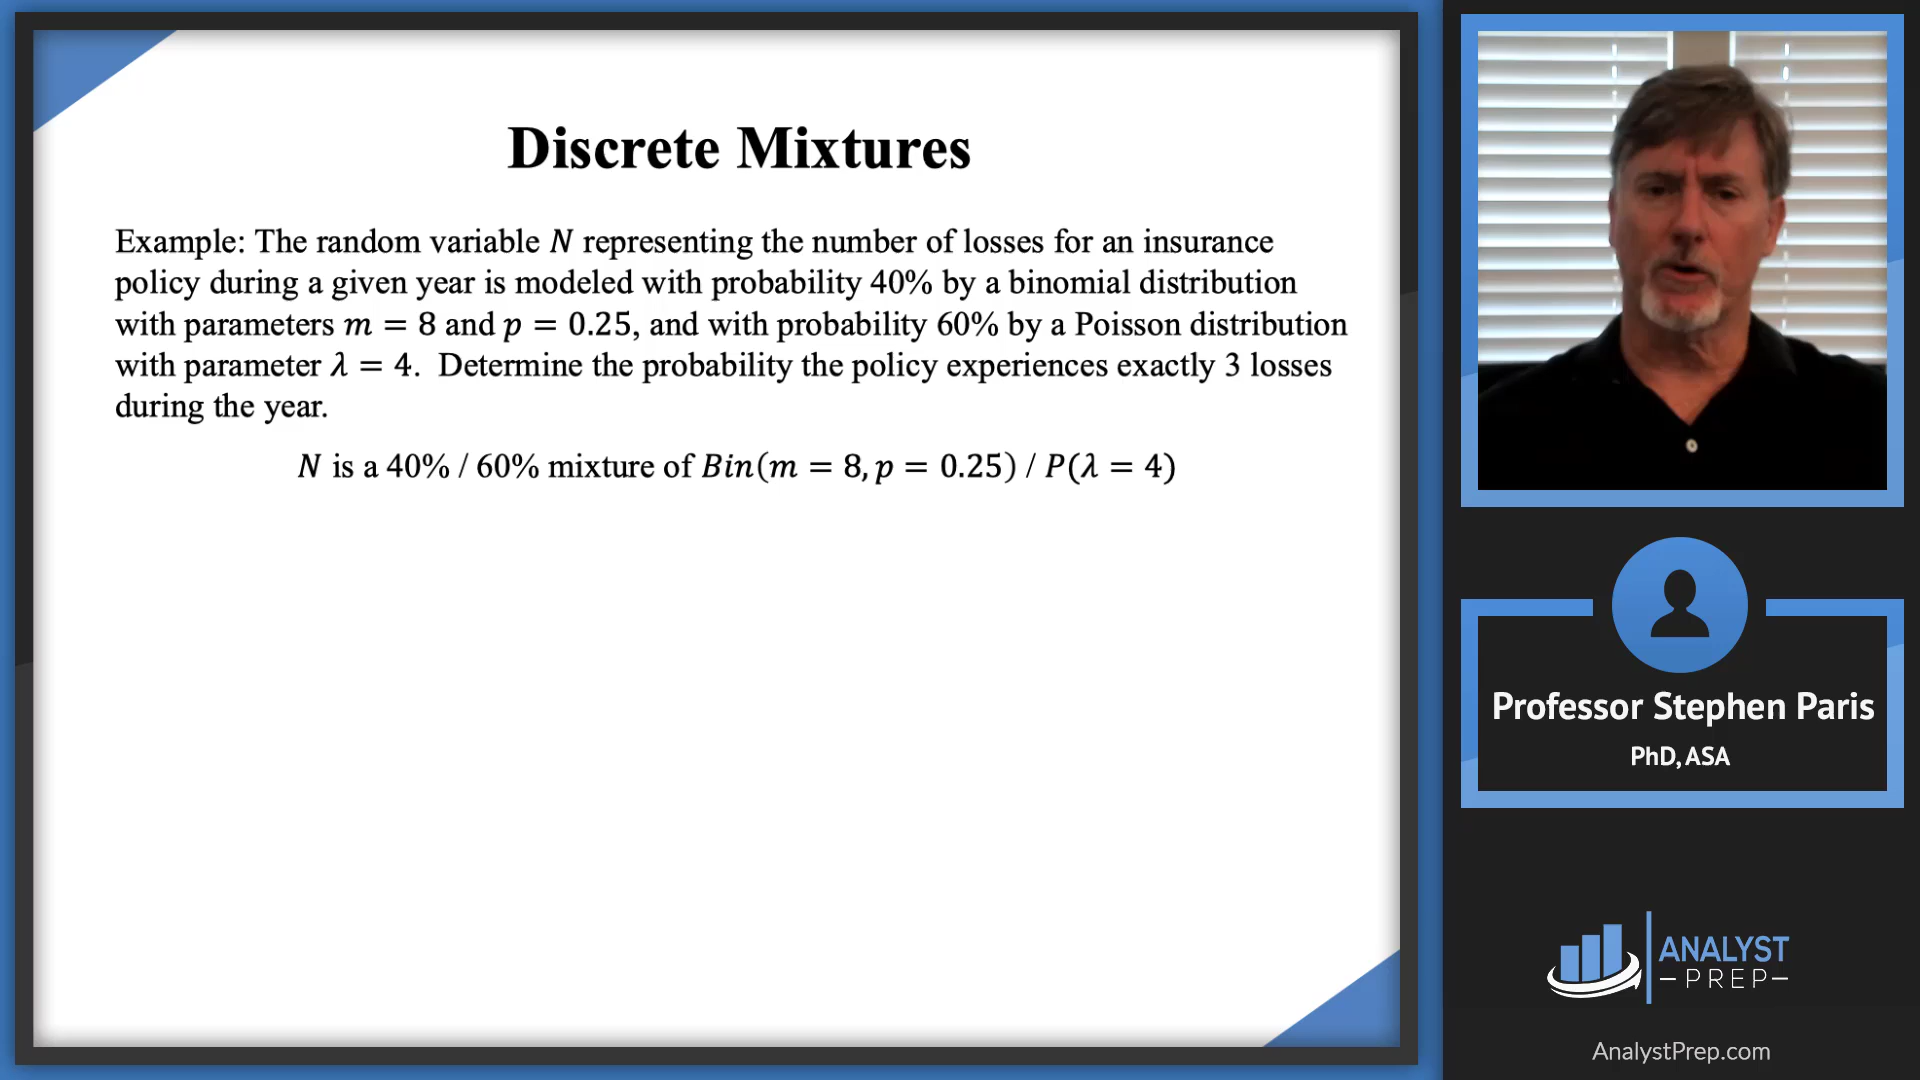 Discrete Mixtures
Example: The random variable N representing the number of losses for an insurance
policy during a given year is modeled with probability 40% by a binomial distribution
with parameters m = 8 and p = 0.25, and with probability 60% by a Poisson distribution
with parameter λ = 4. Determine the probability the policy experiences exactly 3 losses
during the year.
N is a 40% / 60% mixture of Bin(m = 8, p = 0.25) / P(λ = 4)
Professor Stephen Paris
PhD, ASA
ANALYST
PREP
AnalystPrep.com